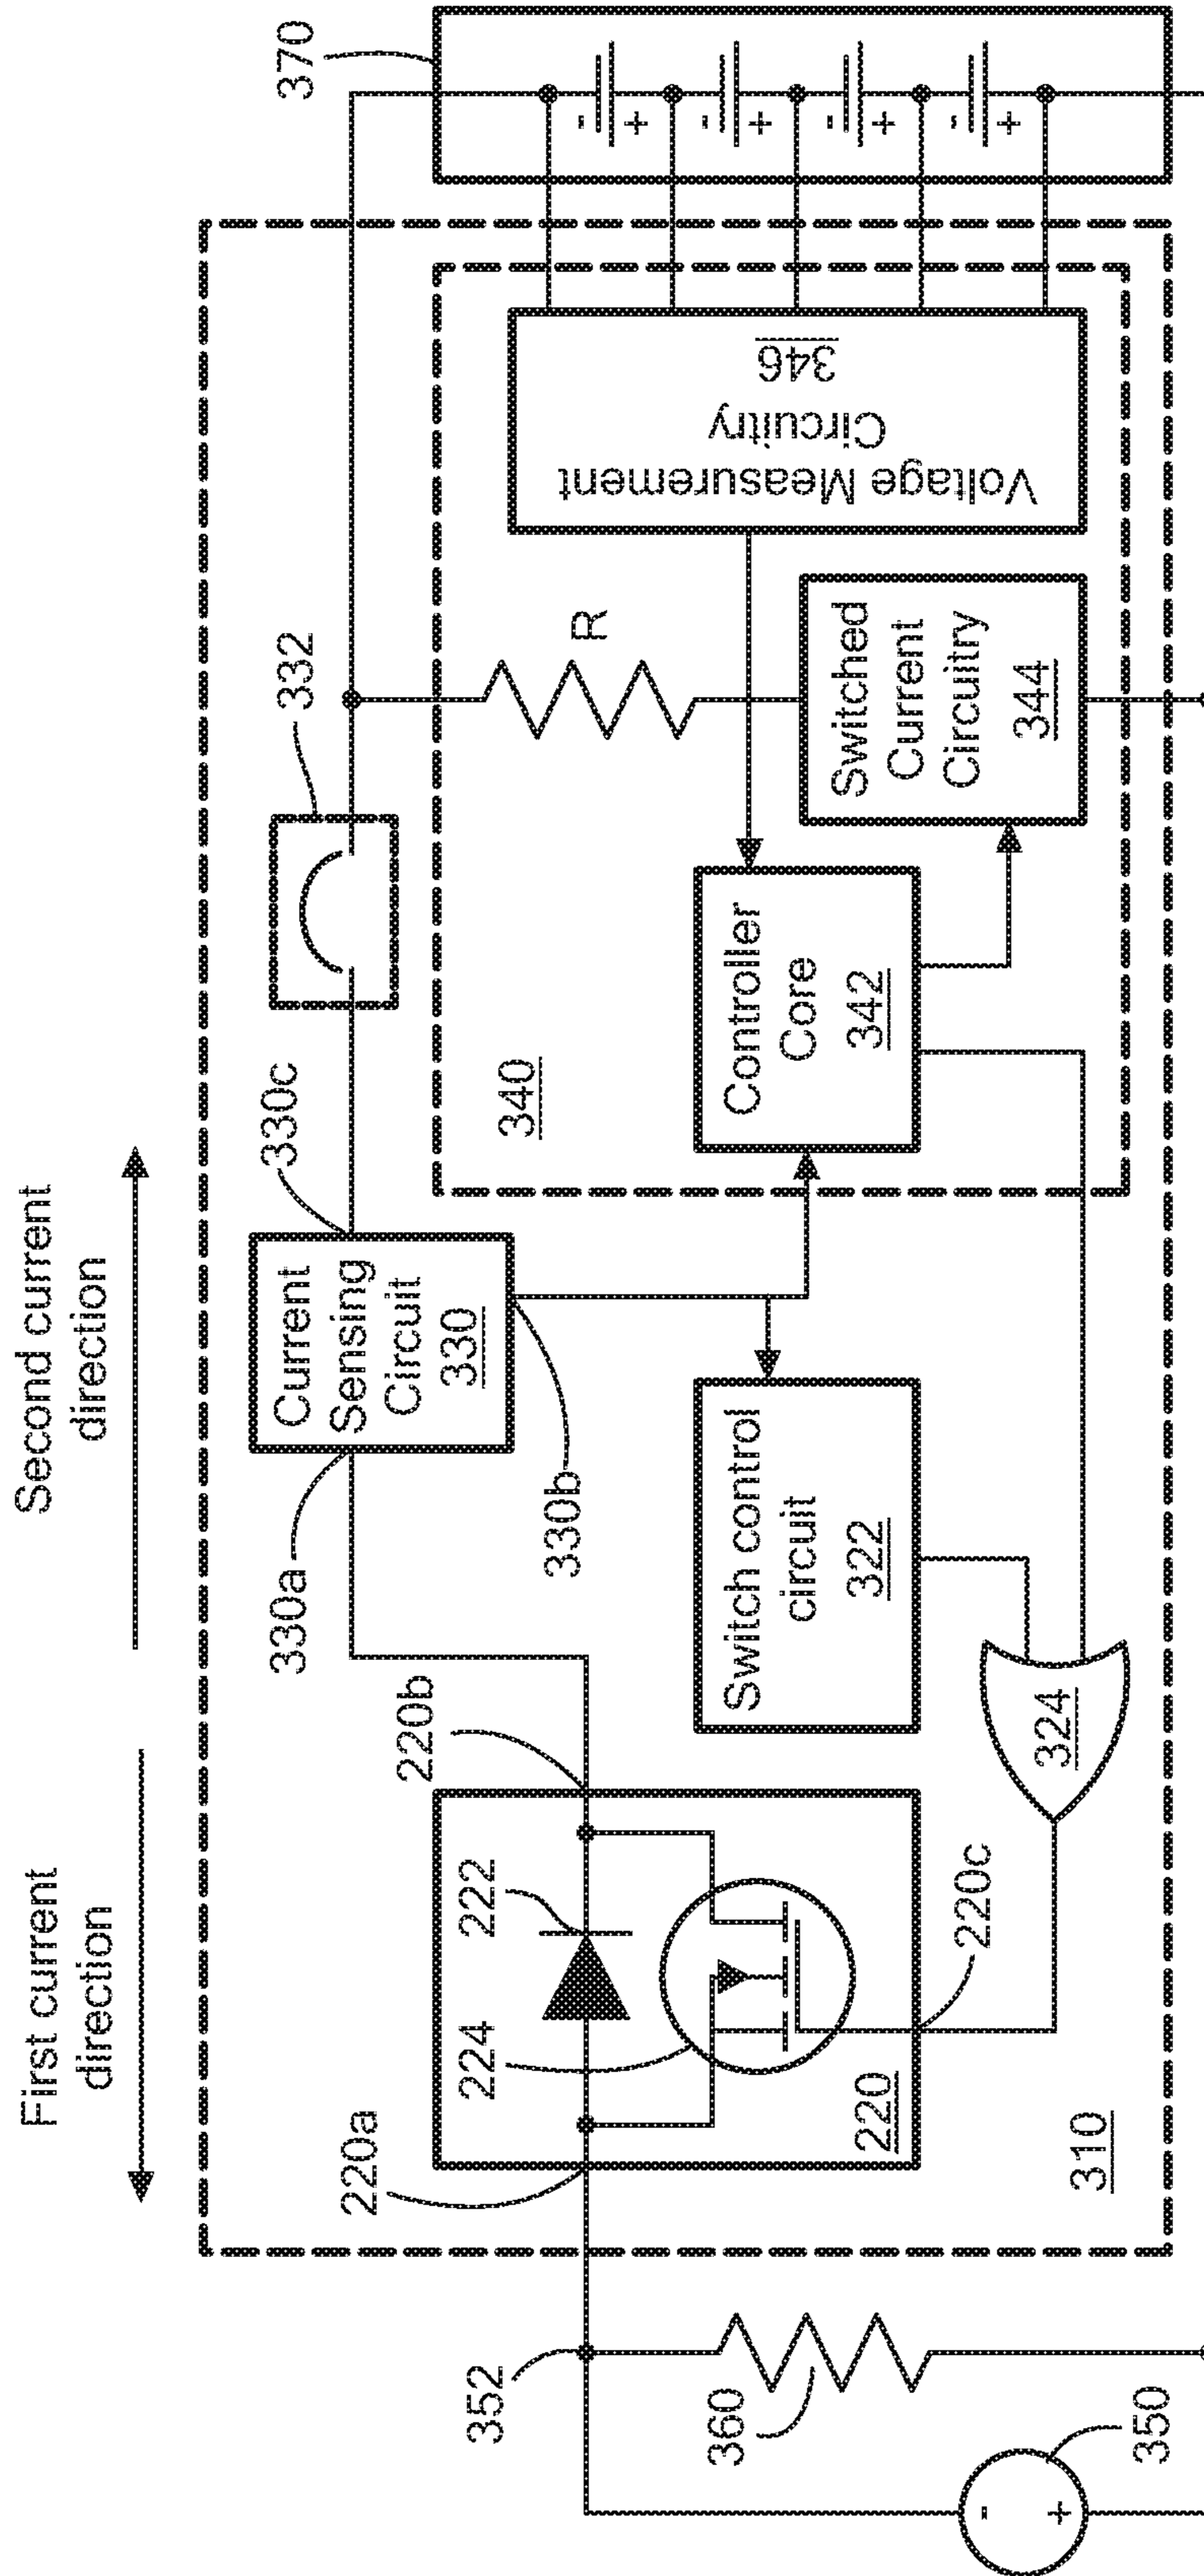 First current
direction
Second current
direction
330a
330c
332
370
Current
Sensing
Circuit
330
330b
352
220a
220b
224
222
220
220c
360
350
-
+
310
Switch control
circuit
322
324
340
Controller
Core
342
R
Switched
Current
Circuitry
344
Voltage Measurement
Circuitry
346
-
+
-
+
-
+
-
+